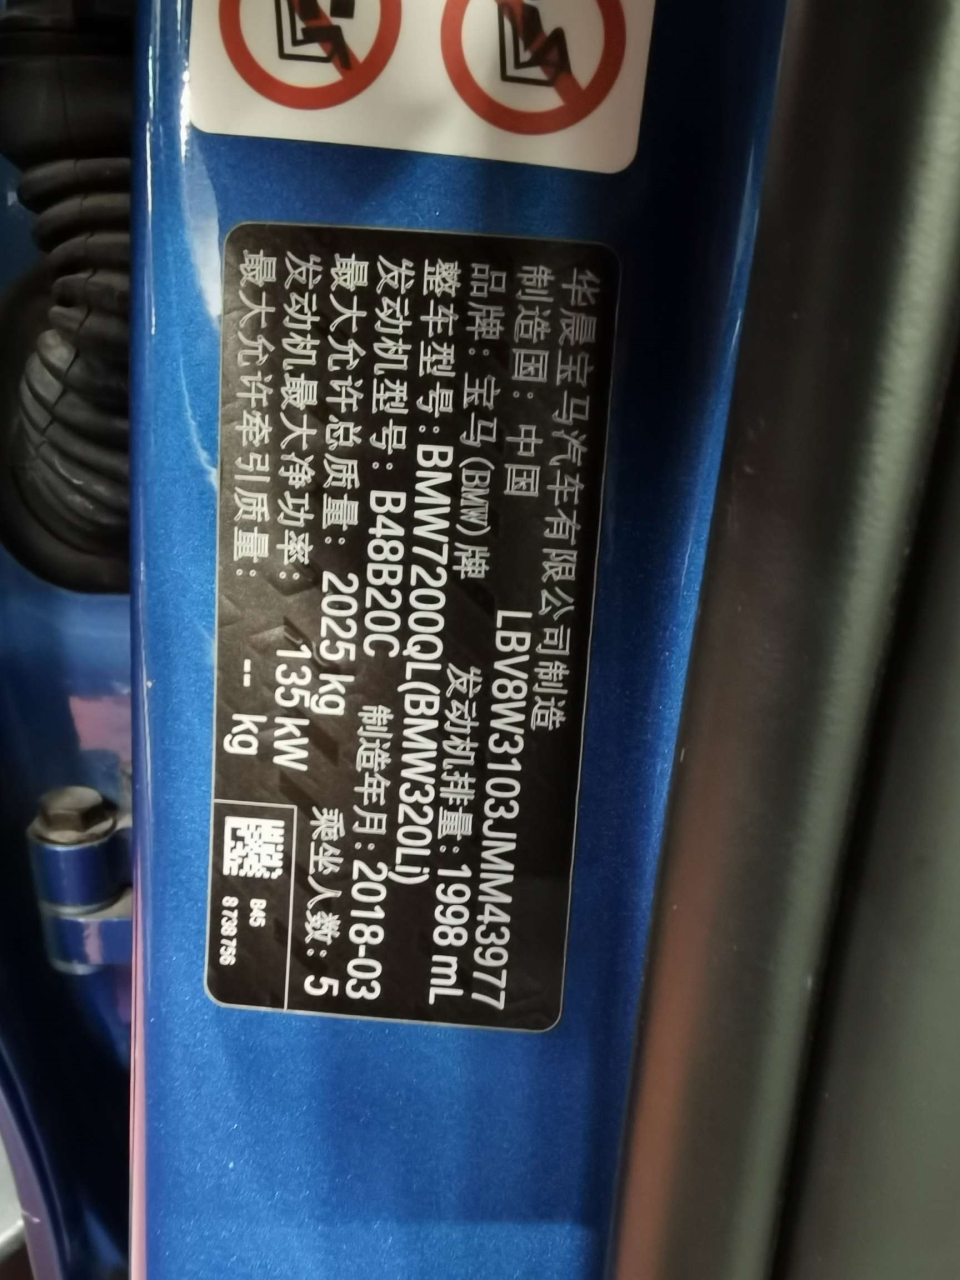 华晨宝马汽车有限公司制造
制造国：中国 LBV8W3103JMM43977
品牌：宝马(BMW)牌 发动机排量：1998 mL
整车型号：BMW7200QL(BMW320Li)
发动机型号：B48B20C 制造年月：2018-03
最大允许总质量：2025 kg 乘坐人数：5
发动机最大净功率：135 kW
最大允许牵引质量：-- kg
B45
8 738 756